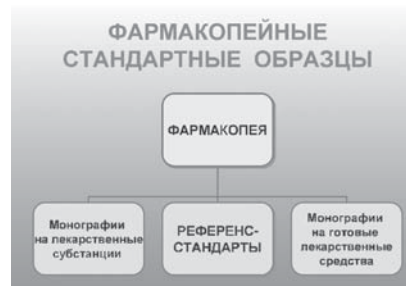 ФАРМАКОПЕЙНЫЕ
СТАНДАРТНЫЕ ОБРАЗЦЫ
ФАРМАКОПЕЯ
Монографии
на лекарственные
субстанции
РЕФЕРЕНС-
СТАНДАРТЫ
Монографии
на готовые
лекарственные
средства